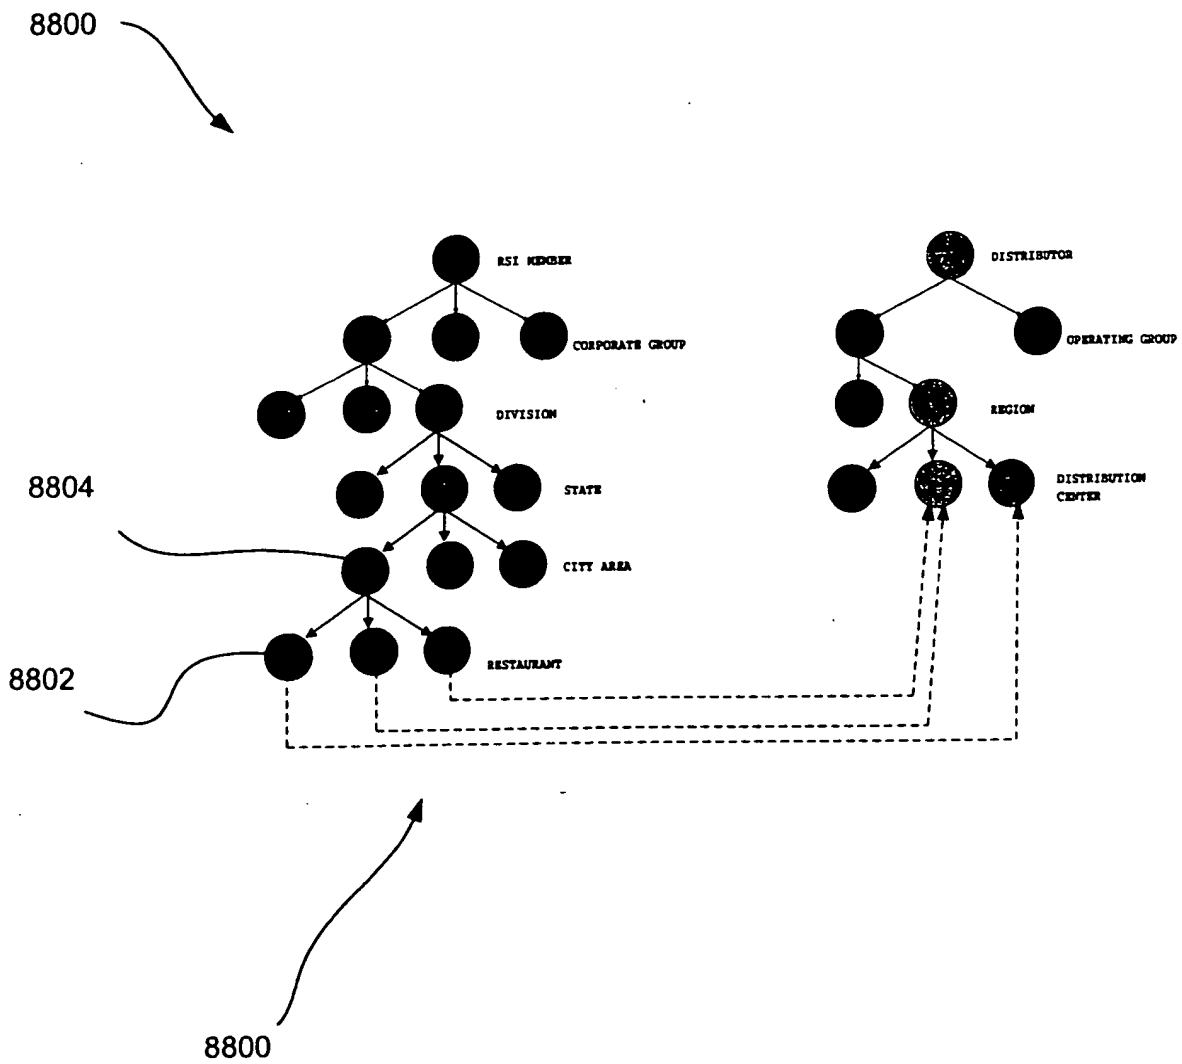 8800
RSI MEMBER
DISTRIBUTOR
CORPORATE GROUP
OPERATING GROUP
DIVISION
REGION
8804
STATE
DISTRIBUTION
CENTER
CITY AREA
8802
RESTAURANT
8800